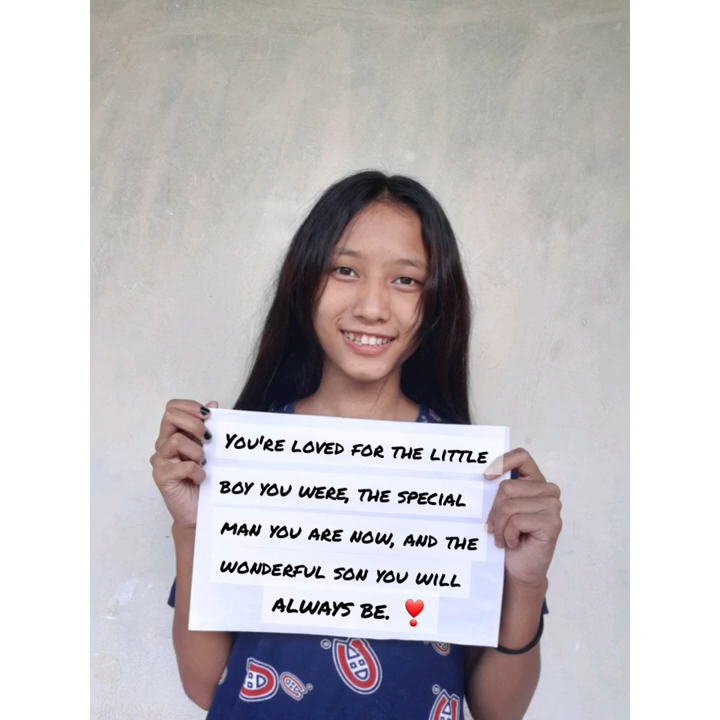 You're loved for the little
boy you were, the special
man you are now, and the
wonderful son you will
always be. ❣